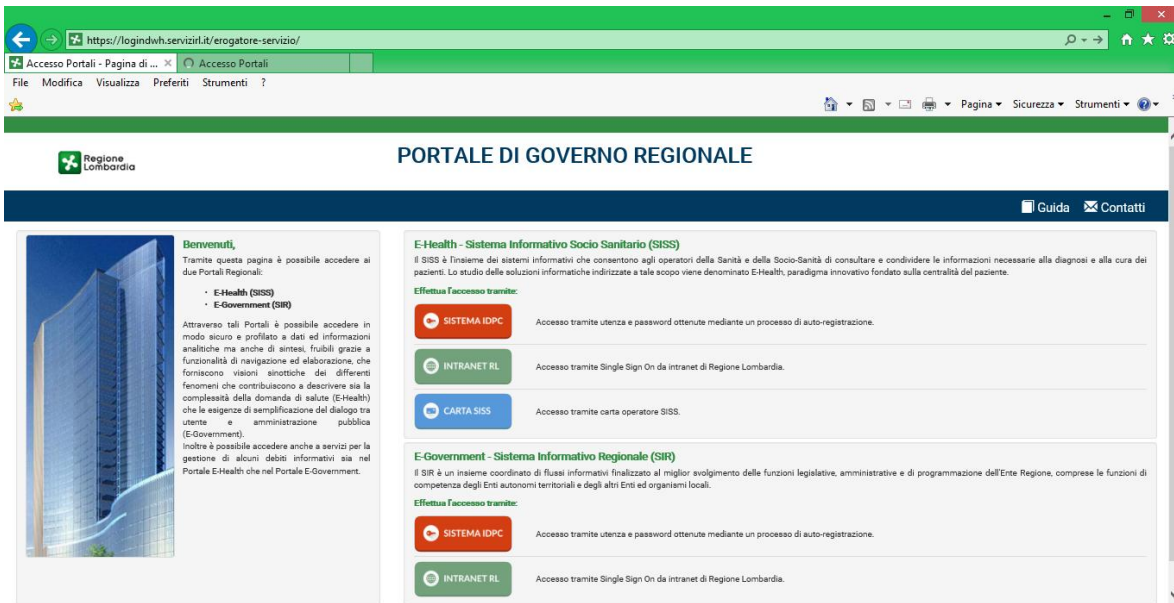 https://logindwh.servizirl.it/erogatore-servizio/
Accesso Portali - Pagina di ...
Accesso Portali
File Modifica Visualizza Preferiti Strumenti ?
Pagina Sicurezza Strumenti
Regione
Lombardia
PORTALE DI GOVERNO REGIONALE
Guida Contatti
Benvenuti,
Tramite questa pagina è possibile accedere ai
due Portali Regionali:
· E-Health (SISS)
· E-Government (SIR)
Attraverso tali Portali è possibile accedere in
modo sicuro e profilato a dati ed informazioni
analitiche ma anche di sintesi, fruibili grazie a
funzionalità di navigazione ed elaborazione, che
forniscono visioni sinottiche dei differenti
fenomeni che contribuiscono a descrivere sia la
complessità della domanda di salute (E-Health)
che le esigenze di semplificazione del dialogo tra
utente e amministrazione pubblica
(E-Government).
Inoltre è possibile accedere anche a servizi per la
gestione di alcuni debiti informativi sia nel
Portale E-Health che nel Portale E-Government.
E-Health - Sistema Informativo Socio Sanitario (SISS)
Il SISS è l'insieme dei sistemi informativi che consentono agli operatori della Sanità e della Socio-Sanità di consultare e condividere le informazioni necessarie alla diagnosi e alla cura dei
pazienti. Lo studio delle soluzioni informatiche indirizzate a tale scopo viene denominato E-Health, paradigma innovativo fondato sulla centralità del paziente.
Effettua l'accesso tramite:
SISTEMA IDPC Accesso tramite utenza e password ottenute mediante un processo di auto-registrazione.
INTRANET RL Accesso tramite Single Sign On da intranet di Regione Lombardia.
CARTA SISS Accesso tramite carta operatore SISS.
E-Government - Sistema Informativo Regionale (SIR)
Il SIR è un insieme coordinato di flussi informativi finalizzato al miglior svolgimento delle funzioni legislative, amministrative e di programmazione dell'Ente Regione, comprese le funzioni di
competenza degli Enti autonomi territoriali e degli altri Enti ed organismi locali.
Effettua l'accesso tramite:
SISTEMA IDPC Accesso tramite utenza e password ottenute mediante un processo di auto-registrazione.
INTRANET RL Accesso tramite Single Sign On da intranet di Regione Lombardia.